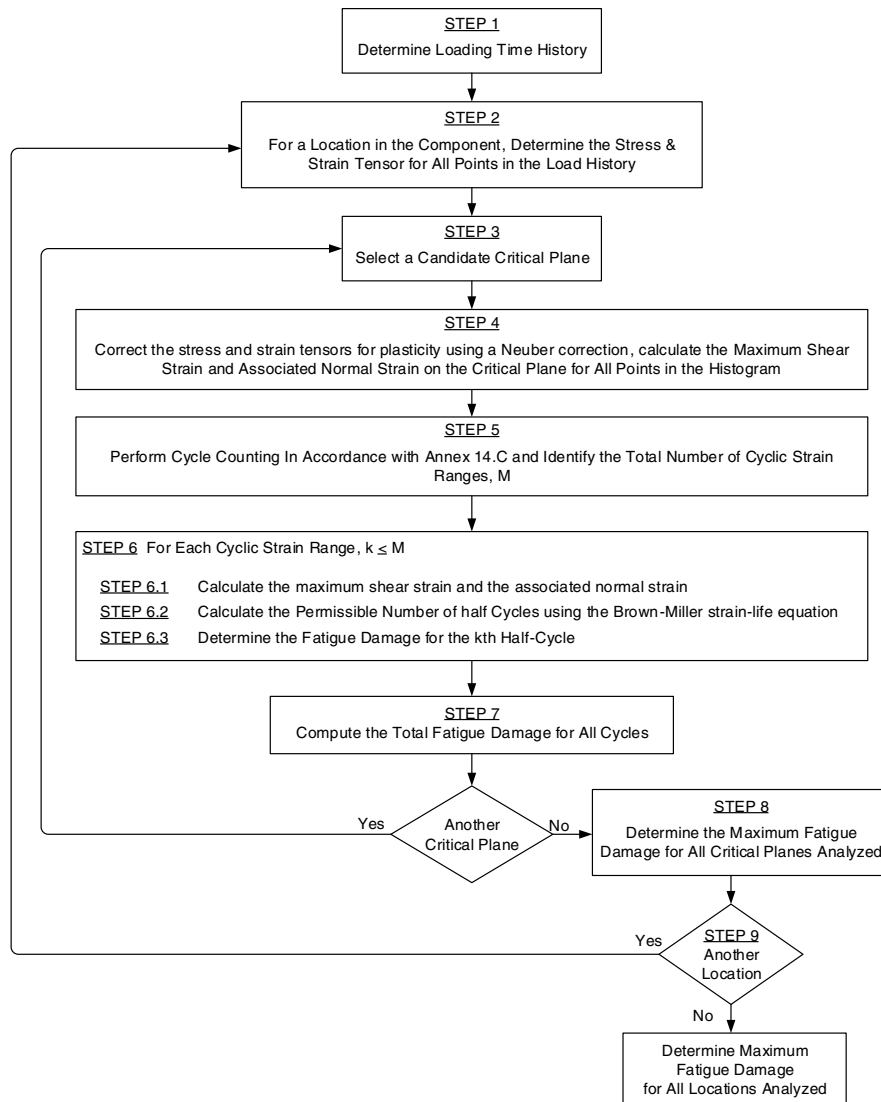 STEP 1
Determine Loading Time History
STEP 2
For a Location in the Component, Determine the Stress &
Strain Tensor for All Points in the Load History
STEP 3
Select a Candidate Critical Plane
STEP 4
Correct the stress and strain tensors for plasticity using a Neuber correction, calculate the Maximum Shear
Strain and Associated Normal Strain on the Critical Plane for All Points in the Histogram
STEP 5
Perform Cycle Counting In Accordance with Annex 14.C and Identify the Total Number of Cyclic Strain
Ranges, M
STEP 6 For Each Cyclic Strain Range, k ≤ M
STEP 6.1 Calculate the maximum shear strain and the associated normal strain
STEP 6.2 Calculate the Permissible Number of half Cycles using the Brown-Miller strain-life equation
STEP 6.3 Determine the Fatigue Damage for the kth Half-Cycle
STEP 7
Compute the Total Fatigue Damage for All Cycles
Yes
Another
Critical Plane
No
STEP 8
Determine the Maximum Fatigue
Damage for All Critical Planes Analyzed
Yes
STEP 9
Another
Location
No
Determine Maximum
Fatigue Damage
for All Locations Analyzed